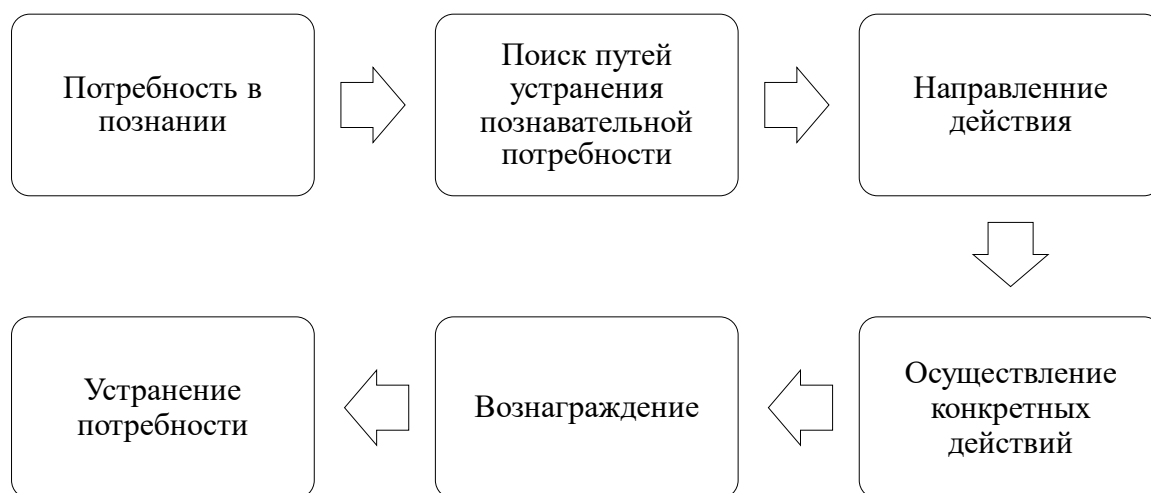 Потребность в
познании
Поиск путей
устранения
познавательной
потребности
Направленние
действия
Осуществление
конкретных
действий
Вознаграждение
Устранение
потребности